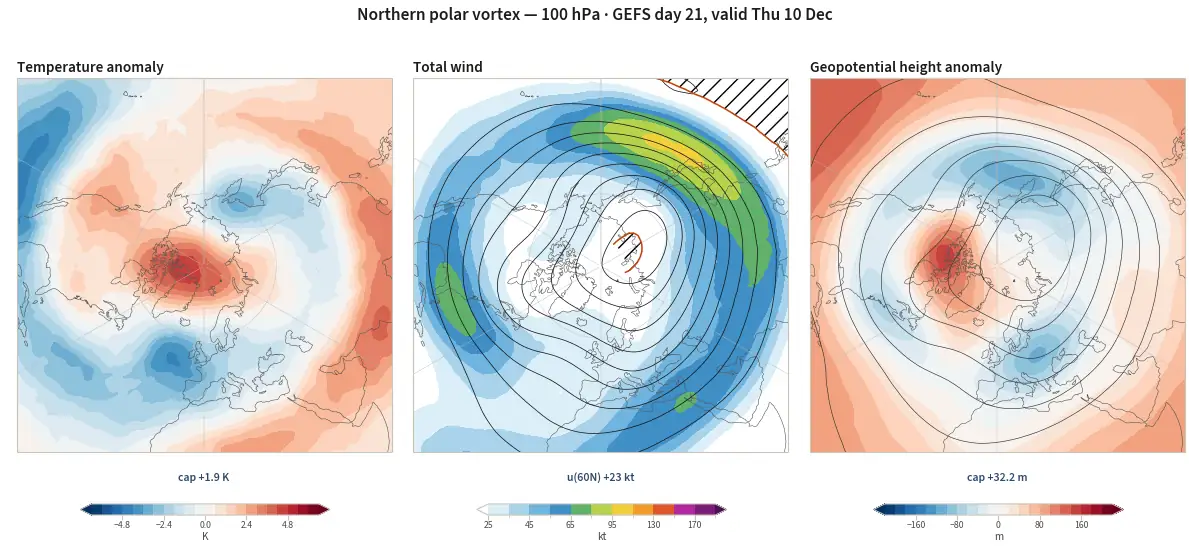 Northern polar vortex — 100 hPa · GEFS day 21, valid Thu 10 Dec
Temperature anomaly
Total wind
Geopotential height anomaly
cap +1.9 K
u(60N) +23 kt
cap +32.2 m
−4.8 −2.4 0.0 2.4 4.8
K
25 45 65 95 130 170
kt
−160 −80 0 80 160
m